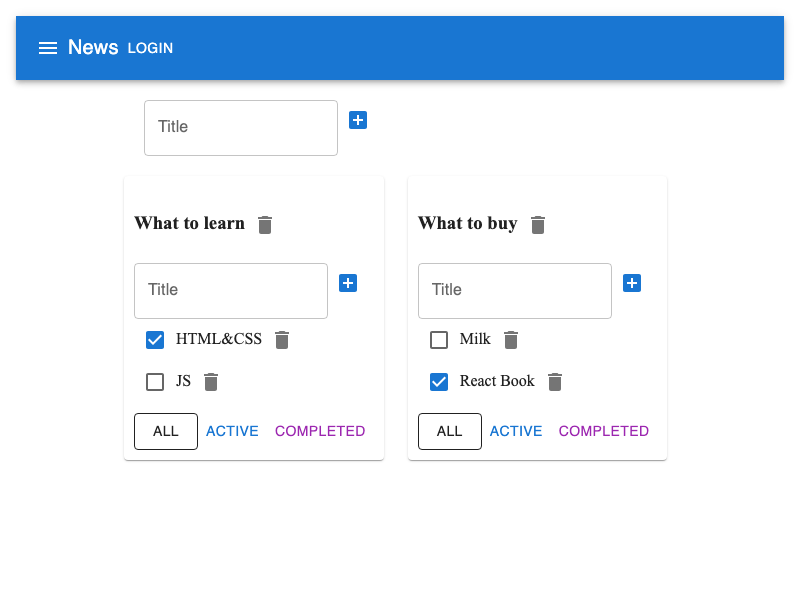 News LOGIN
Title
What to learn
Title
HTML&CSS
JS
ALL ACTIVE COMPLETED
What to buy
Title
Milk
React Book
ALL ACTIVE COMPLETED